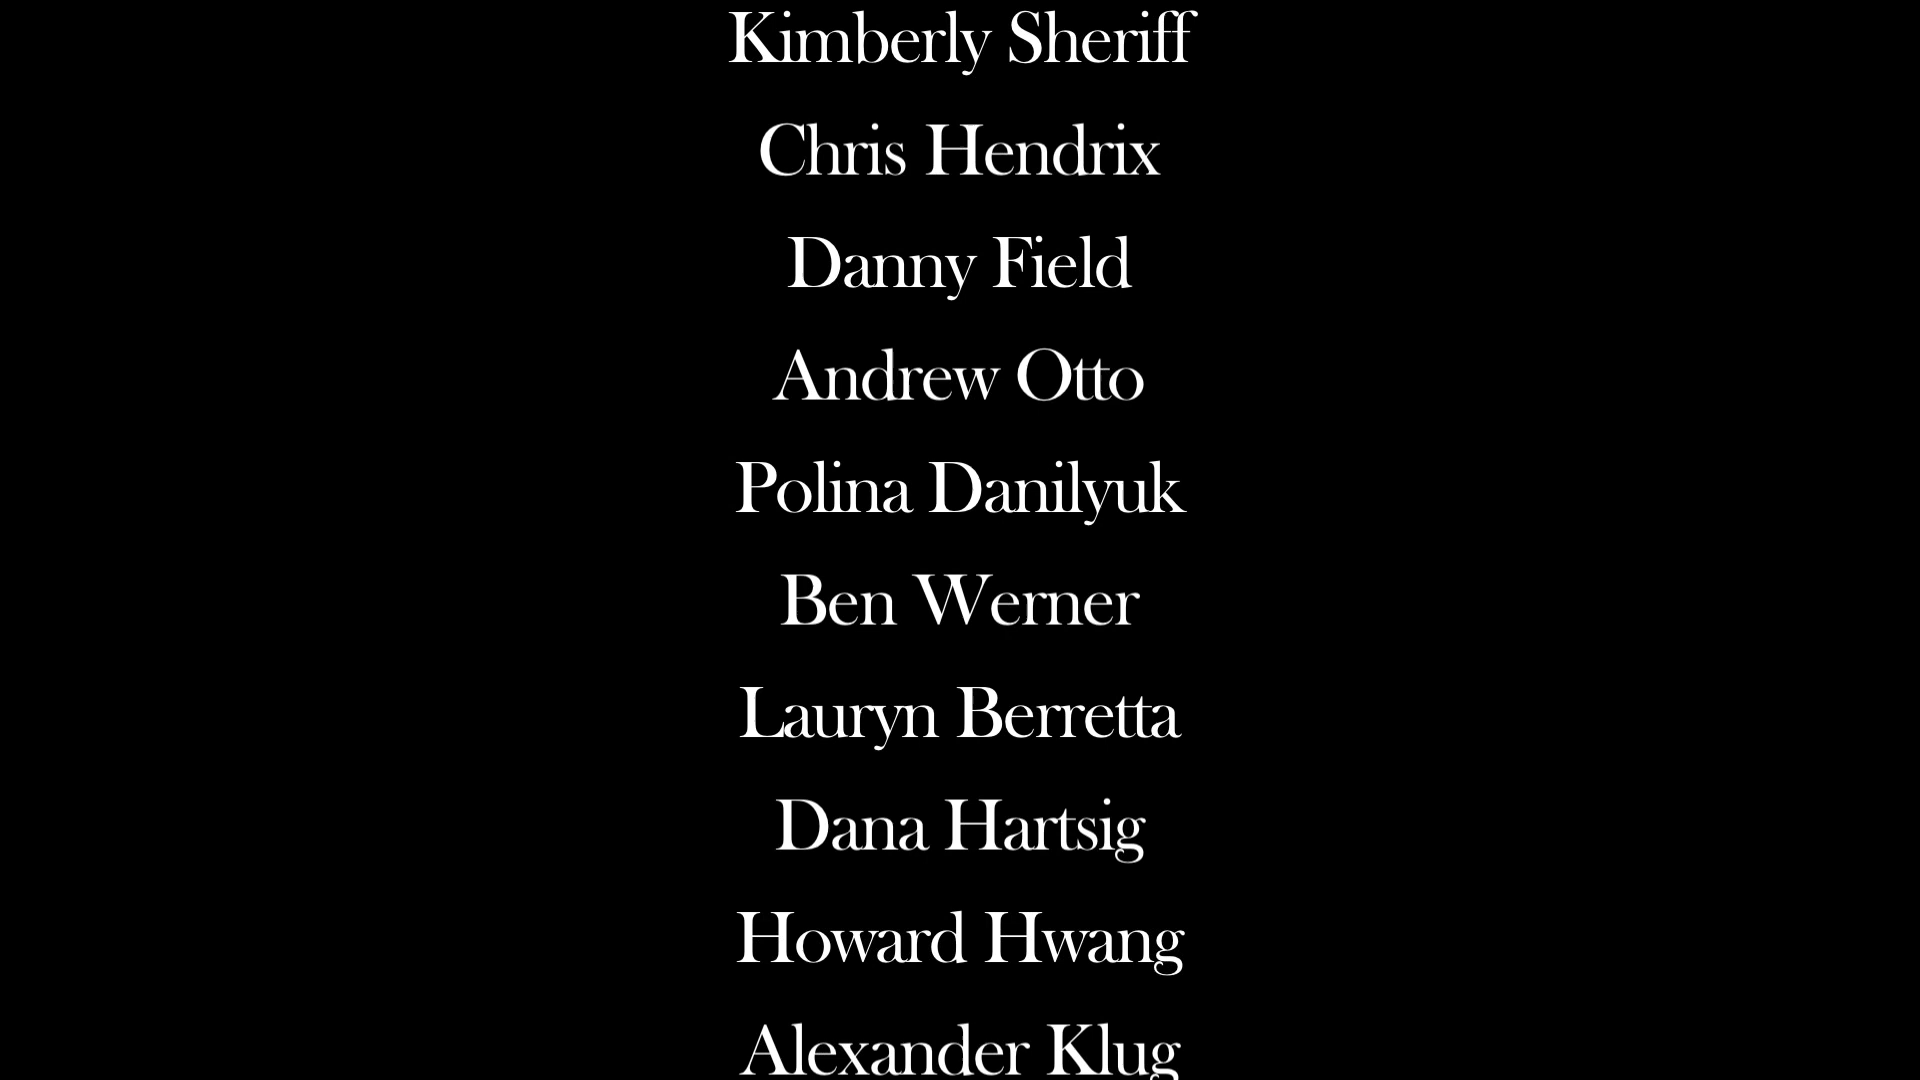 Kimberly Sheriff
Chris Hendrix
Danny Field
Andrew Otto
Polina Danilyuk
Ben Werner
Lauryn Berretta
Dana Hartsig
Howard Hwang
Alexander Klug